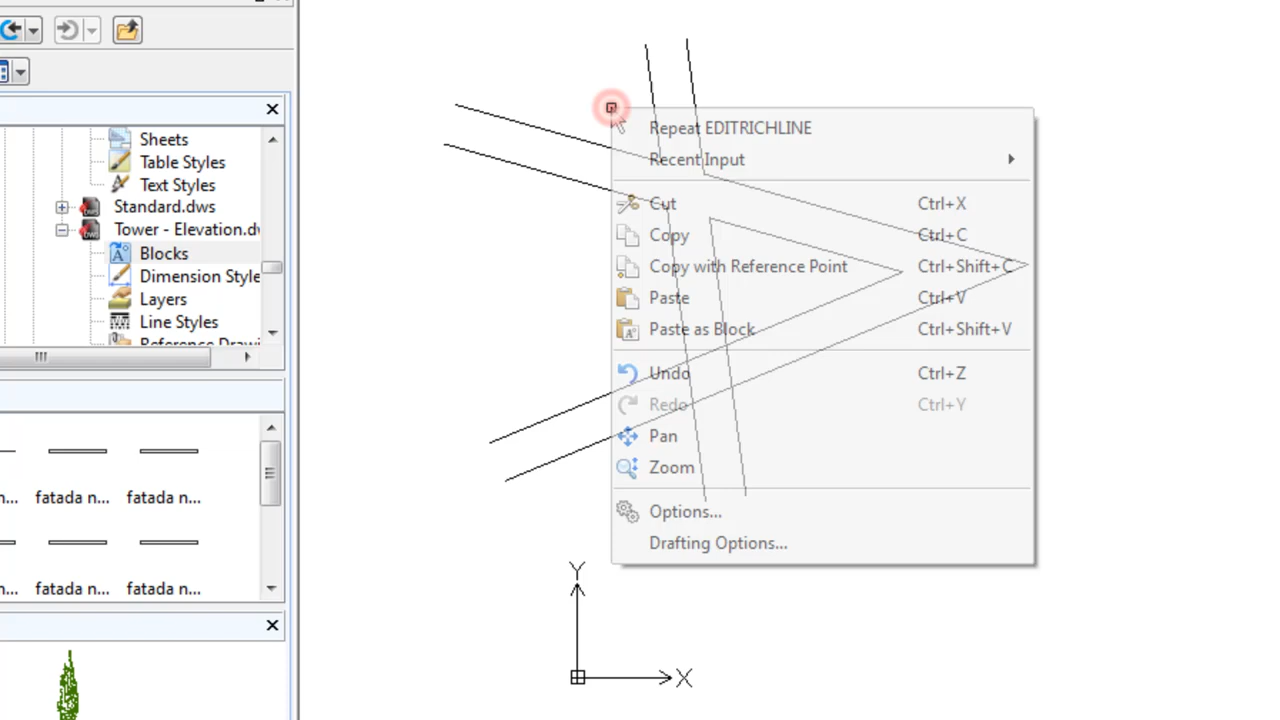 Sheets
Table Styles
Text Styles
Standard.dws
Tower - Elevation.dw
Blocks
Dimension Style
Layers
Line Styles
fatada n...
fatada n...
fatada n...
fatada n...
Repeat EDITRICHLINE
Recent Input
Cut Ctrl+X
Copy Ctrl+C
Copy with Reference Point Ctrl+Shift+C
Paste Ctrl+V
Paste as Block Ctrl+Shift+V
Undo Ctrl+Z
Redo Ctrl+Y
Pan
Zoom
Options...
Drafting Options...
Y
X